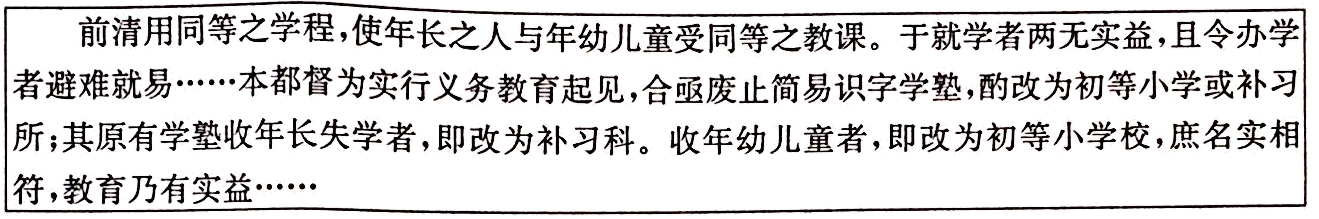 前清用同等之学程,使年长之人与年幼儿童受同等之教课。于就学者两无实益,且令办学
者避难就易……本都督为实行义务教育起见,合亟废止简易识字学塾,酌改为初等小学或补习
所;其原有学塾收年长失学者,即改为补习科。收年幼儿童者,即改为初等小学校,庶名实相
符,教育乃有实益……